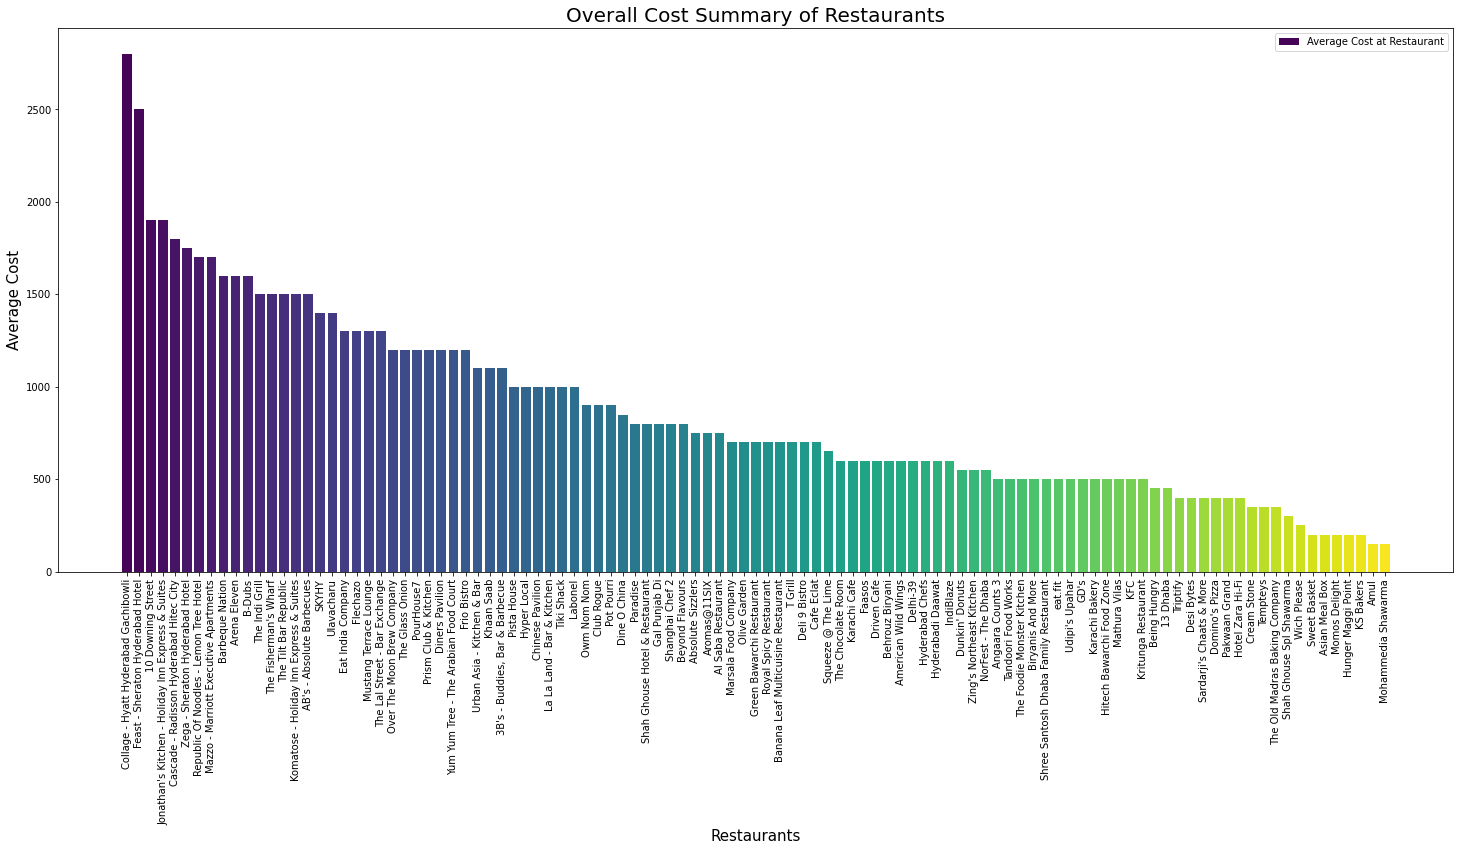 Overall Cost Summary of Restaurants
Average Cost at Restaurant
Average Cost
2500
2000
1500
1000
500
0
Collage - Hyatt Hyderabad Gachibowli
Feast - Sheraton Hyderabad Hotel
10 Downing Street
Jonathan's Kitchen - Holiday Inn Express & Suites
Cascade - Radisson Hyderabad Hitec City
Zega - Sheraton Hyderabad Hotel
Republic Of Noodles - Lemon Tree Hotel
Mazzo - Marriott Executive Apartments
Barbeque Nation
Arena Eleven
B-Dubs
The Indi Grill
The Fisherman's Wharf
The Tilt Bar Republic
Komatose - Holiday Inn Express & Suites
AB's - Absolute Barbecues
SKYHY
Ulavacharu
Eat India Company
Flechazo
Mustang Terrace Lounge
The Lal Street - Bar Exchange
Over The Moon Brew Company
The Glass Onion
PourHouse7
Prism Club & Kitchen
Diners Pavilion
Yum Yum Tree - The Arabian Food Court
Frio Bistro
Urban Asia - Kitchen & Bar
Khaan Saab
3B's - Buddies, Bar & Barbecue
Pista House
Hyper Local
Chinese Pavilion
La La Land - Bar & Kitchen
Tiki Shack
Labonel
Owm Nom Nom
Club Rogue
Pot Pourri
Dine O China
Paradise
Shah Ghouse Hotel & Restaurant
Gal Punjab Di
Shanghai Chef 2
Beyond Flavours
Absolute Sizzlers
Aromas@11SIX
Al Saba Restaurant
Marsala Food Company
Olive Garden
Green Bawarchi Restaurant
Royal Spicy Restaurant
Banana Leaf Multicuisine Restaurant
T Grill
Deli 9 Bistro
Cafe Eclat
Squeeze @ The Lime
The Chocolate Room
Karachi Cafe
Faasos
Driven Cafe
Behrouz Biryani
American Wild Wings
Delhi-39
Hyderabad Chefs
Hyderabadi Daawat
IndiBlaze
Dunkin' Donuts
Zing's Northeast Kitchen
NorFest - The Dhaba
Angaara Counts 3
Tandoori Food Works
The Foodie Monster Kitchen
Biryanis And More
Shree Santosh Dhaba Family Restaurant
eat.fit
Udipi's Upahar
GD's
Karachi Bakery
Hitech Bawarchi Food Zone
Mathura Vilas
KFC
Kritunga Restaurant
Being Hungry
13 Dhaba
Triptify
Desi Bytes
Sardarji's Chaats & More
Domino's Pizza
Pakwaan Grand
Hotel Zara Hi-Fi
Cream Stone
Tempteys
The Old Madras Baking Company
Shah Ghouse Spl Shawarma
Wich Please
Sweet Basket
Asian Meal Box
Momos Delight
Hunger Maggi Point
KS Bakers
Amul
Mohammedia Shawarma
Restaurants